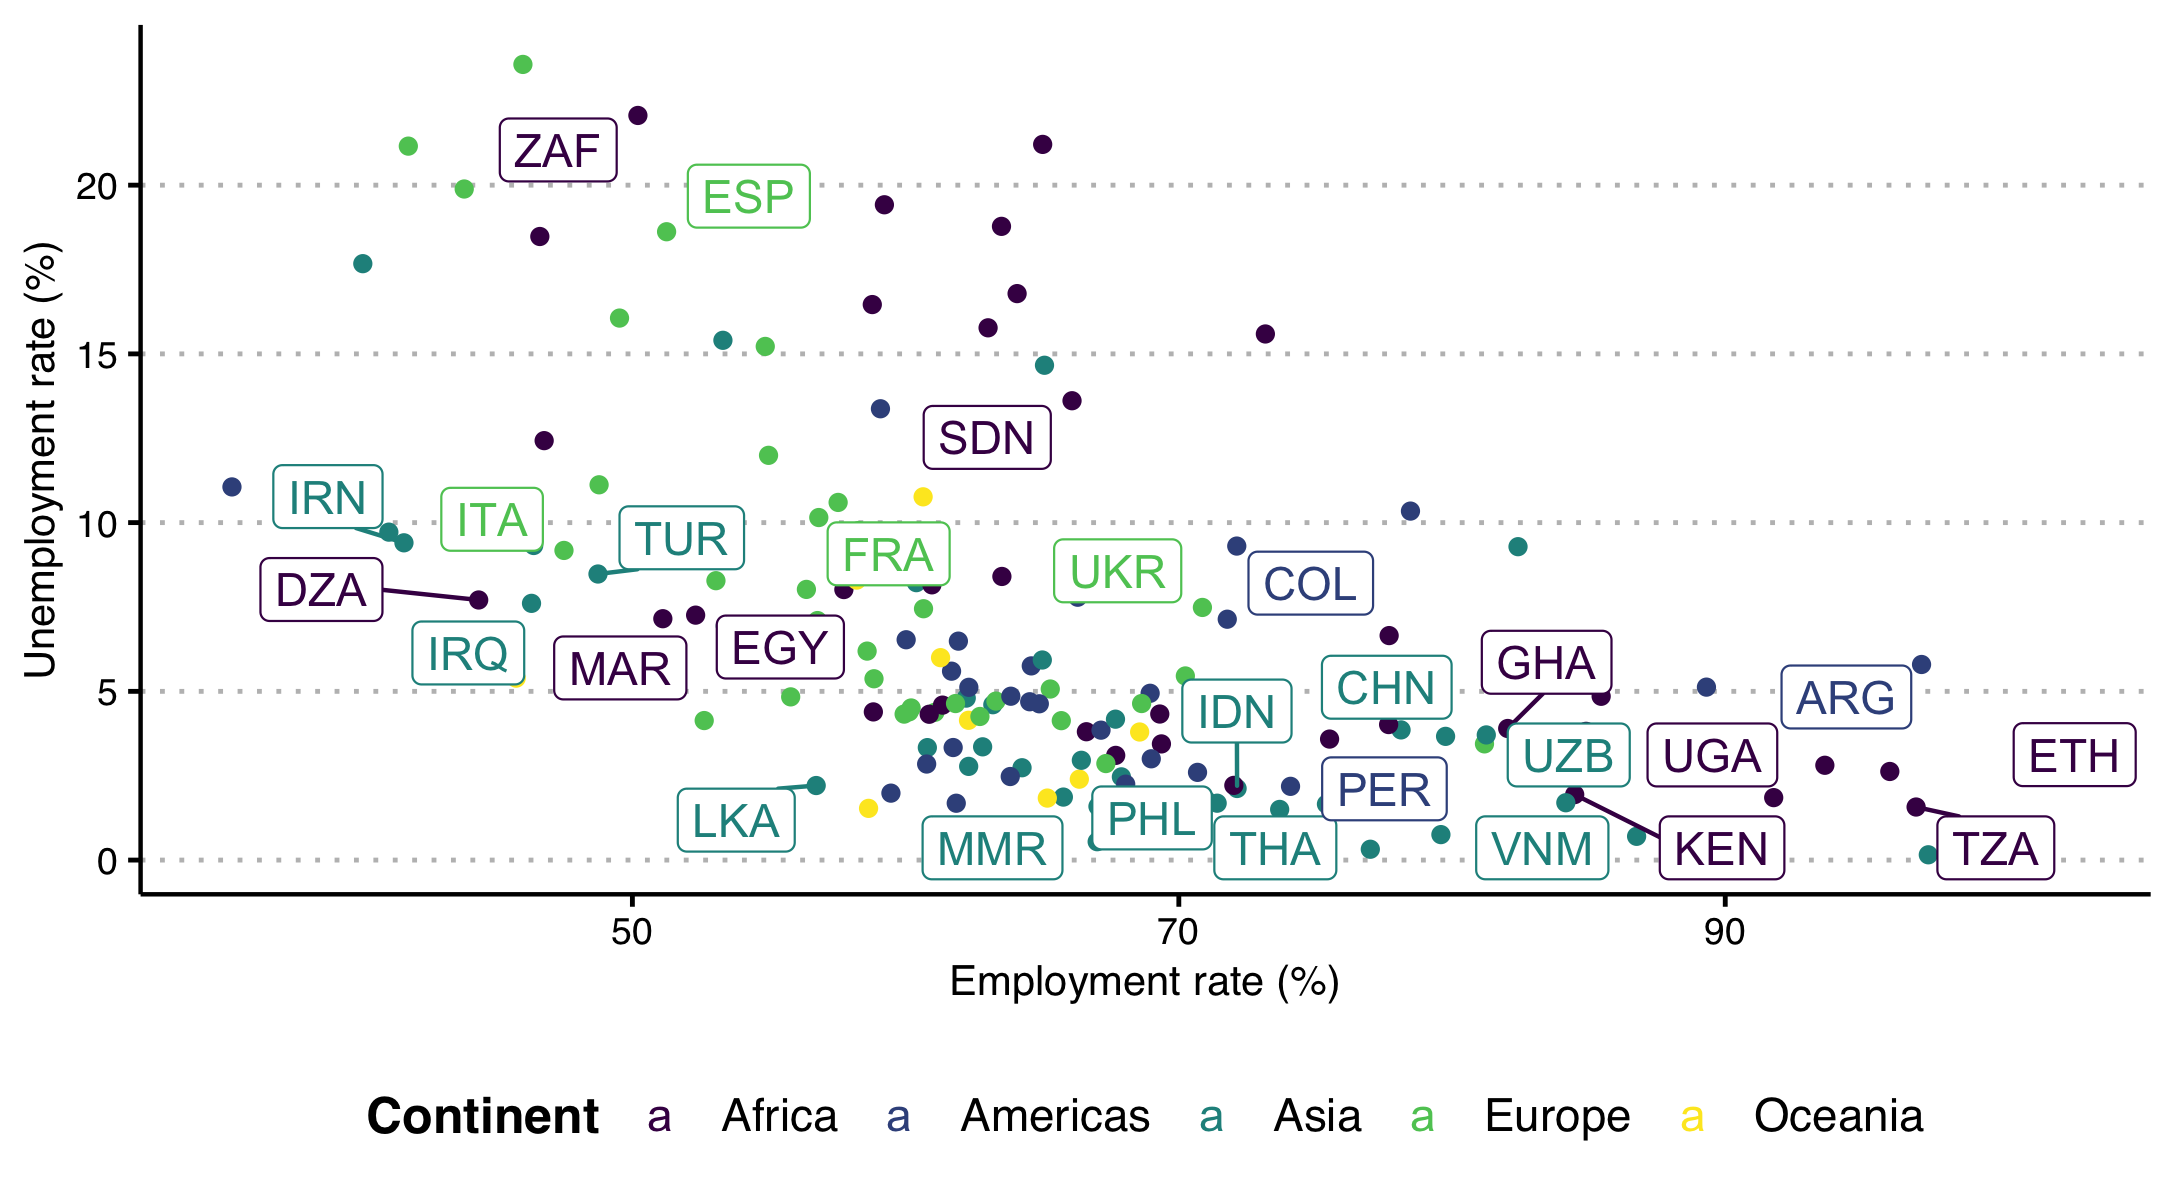 ZAF
20
ESP
15
SDN
IRN
ITA
10
TUR
FRA
UKR
COL
DZA
IRQ
MAR
EGY
GHA
CHN
5
IDN
ARG
UZB
UGA
ETH
PER
LKA
PHL
MMR
THA
VNM
KEN
TZA
0
Unemployment rate (%)
50 70 90
Employment rate (%)
Continent a Africa a Americas a Asia a Europe a Oceania